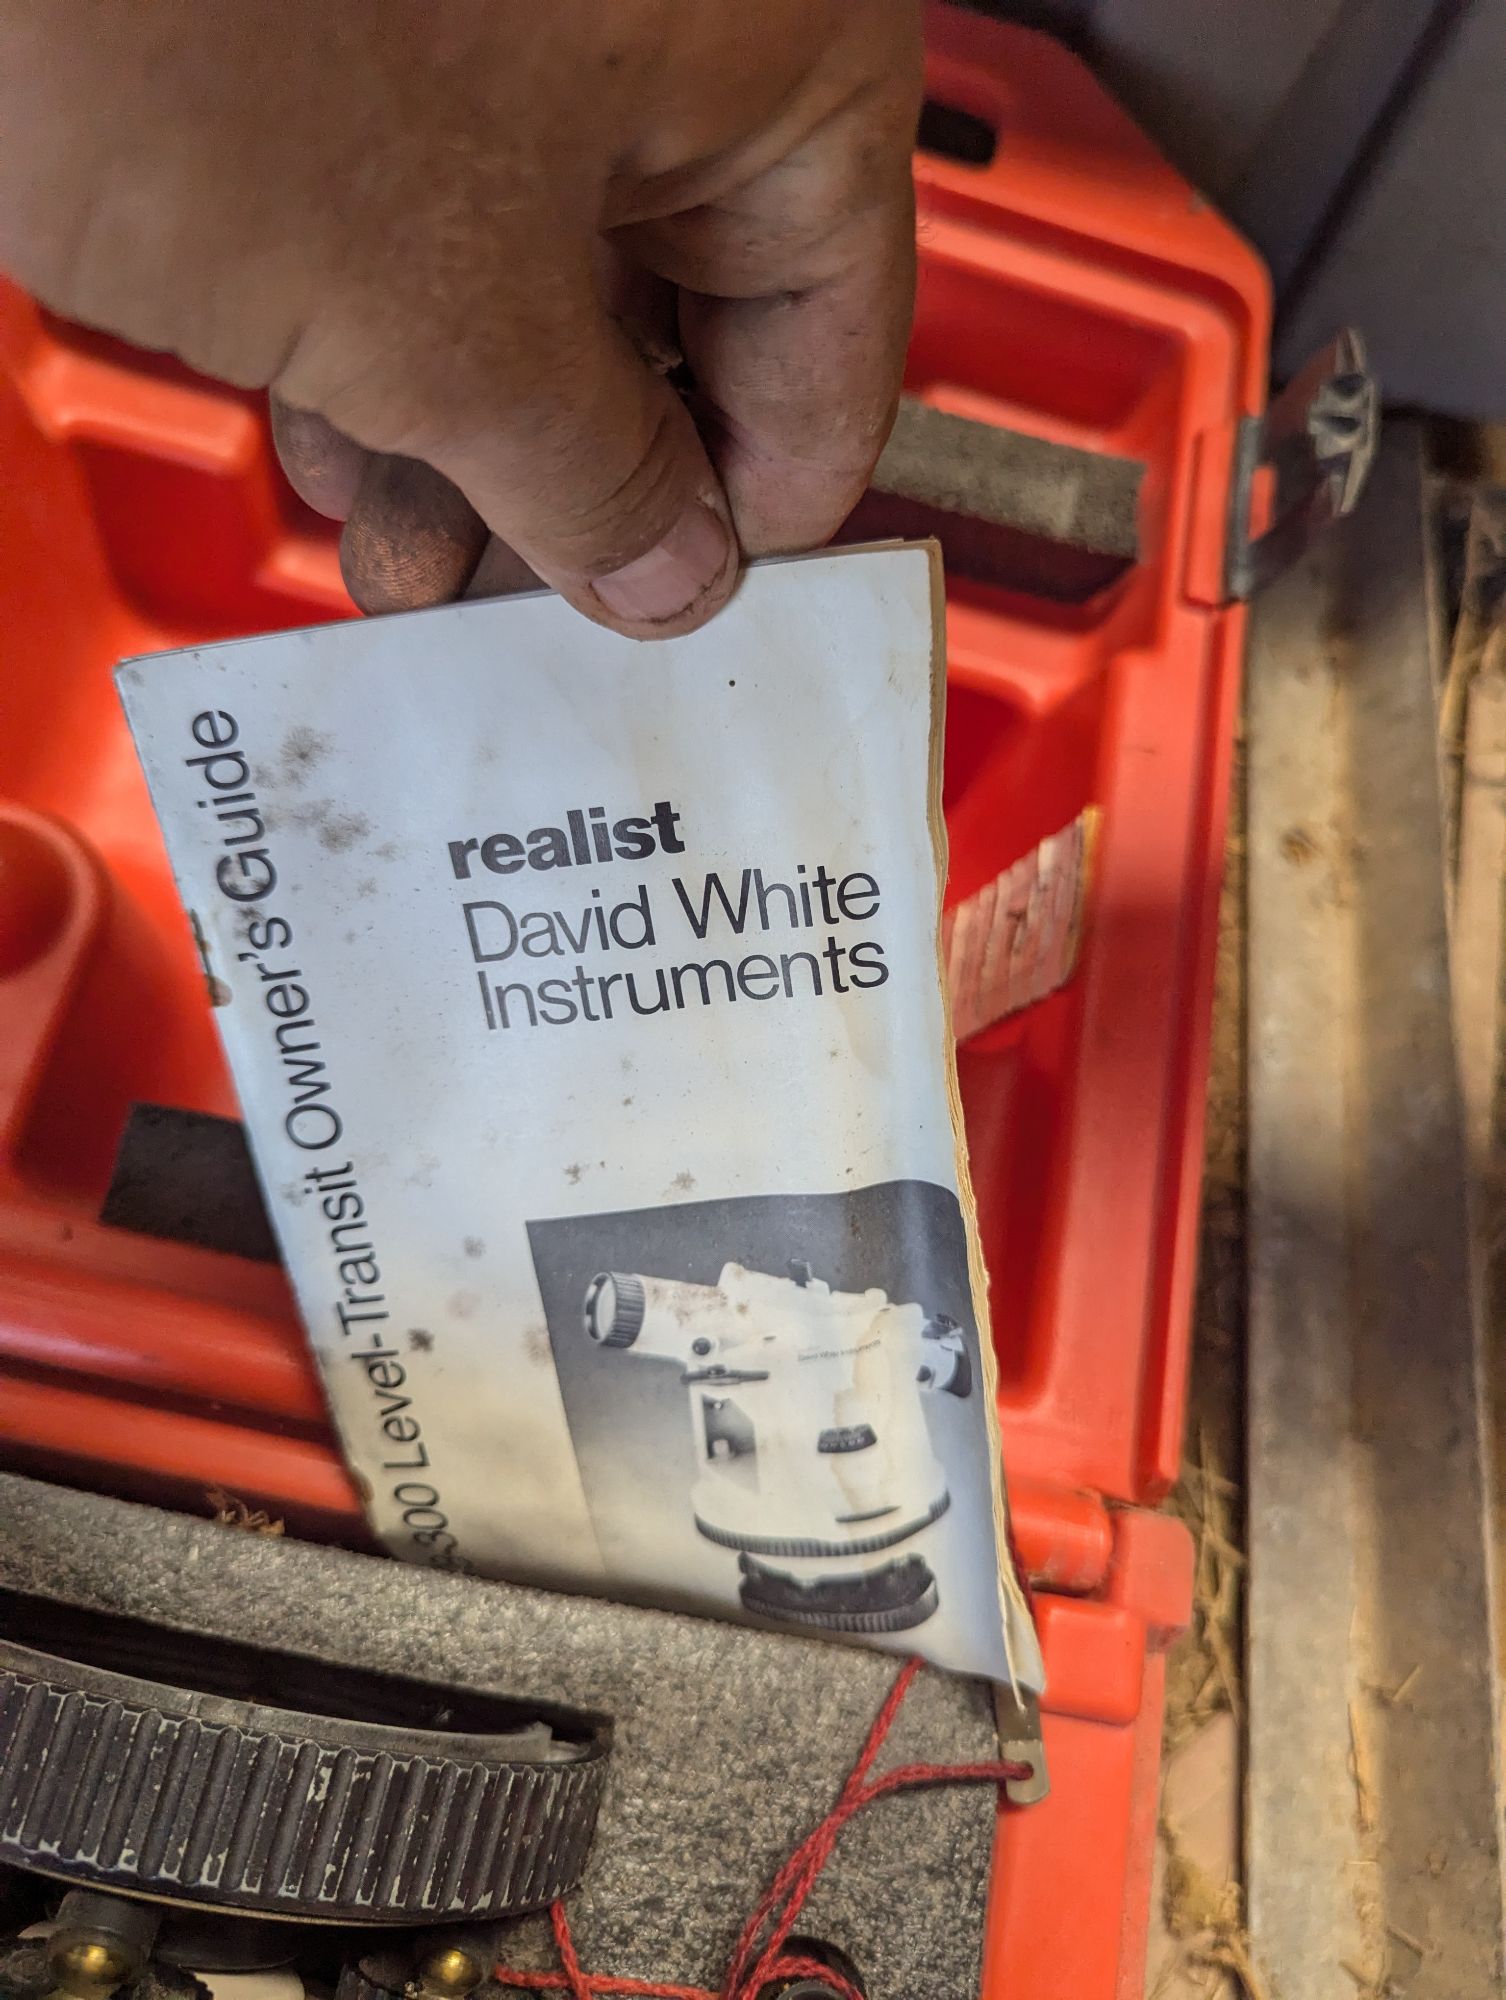 realist
David White
Instruments
300 Level-Transit Owner's Guide